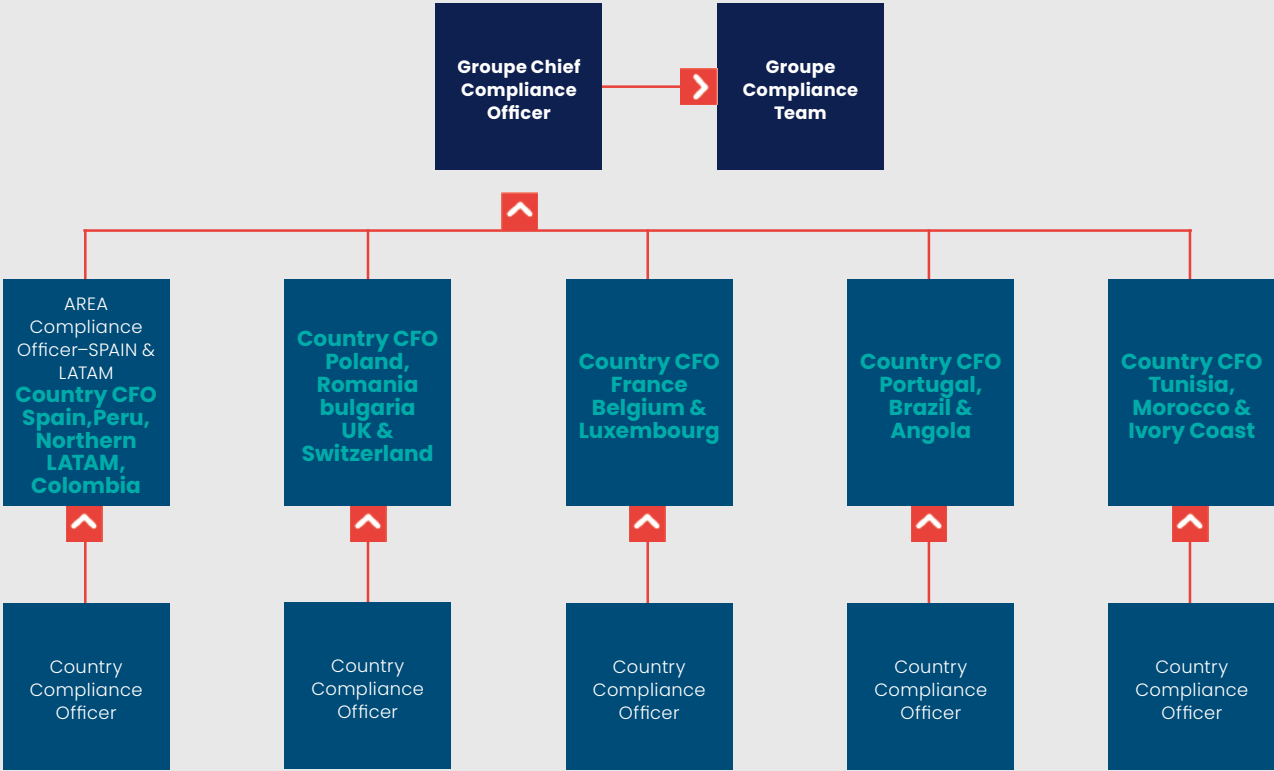 Groupe Chief
Compliance
Officer
Groupe
Compliance
Team
AREA
Compliance
Officer–SPAIN &
LATAM
Country CFO
Spain,Peru,
Northern
LATAM,
Colombia
Country CFO
Poland,
Romania
bulgaria
UK &
Switzerland
Country CFO
France
Belgium &
Luxembourg
Country CFO
Portugal,
Brazil &
Angola
Country CFO
Tunisia,
Morocco &
Ivory Coast
Country
Compliance
Officer
Country
Compliance
Officer
Country
Compliance
Officer
Country
Compliance
Officer
Country
Compliance
Officer